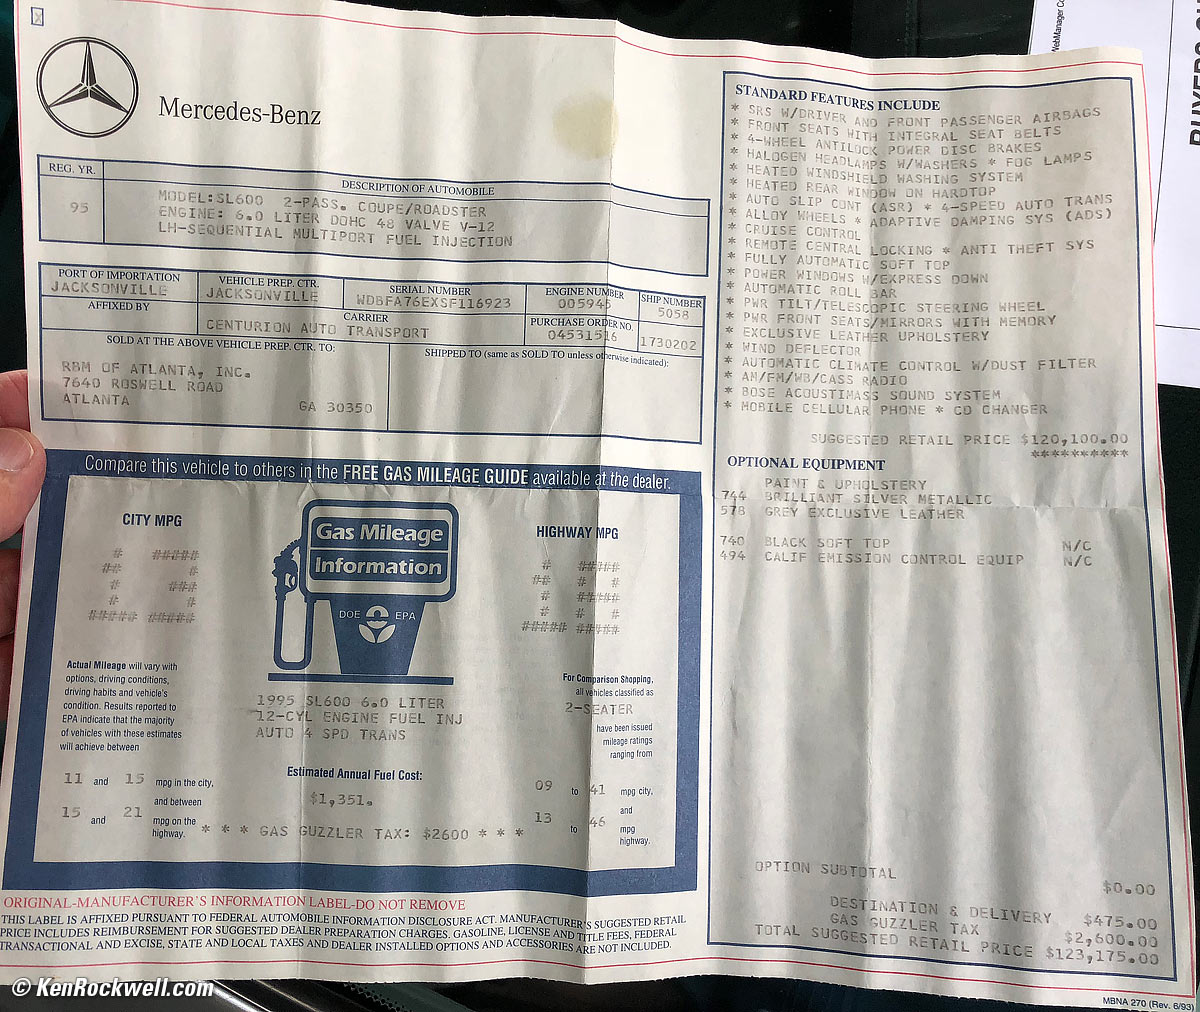 Mercedes-Benz
REG. YR.
DESCRIPTION OF AUTOMOBILE
95
MODEL:SL600 2-PASS. COUPE/ROADSTER
ENGINE: 6.0 LITER DOHC 48 VALVE V-12
LH-SEQUENTIAL MULTIPORT FUEL INJECTION
PORT OF IMPORTATION
JACKSONVILLE
VEHICLE PREP. CTR.
JACKSONVILLE
SERIAL NUMBER
WDBFA76EXSF116923
ENGINE NUMBER
005945
SHIP NUMBER
5058
AFFIXED BY
CARRIER
CENTURION AUTO TRANSPORT
PURCHASE ORDER NO.
04531516
1730202
SOLD AT THE ABOVE VEHICLE PREP. CTR. TO:
RBM OF ATLANTA, INC.
7640 ROSWELL ROAD
ATLANTA GA 30350
SHIPPED TO (same as SOLD TO unless otherwise indicated):
Compare this vehicle to others in the FREE GAS MILEAGE GUIDE available at the dealer.
CITY MPG
# #####
## #
# ###
# #
##### #####
Gas Mileage
Information
DOE EPA
HIGHWAY MPG
# #####
## # #
# #####
# # #
##### #####
Actual Mileage will vary with
options, driving conditions,
driving habits and vehicle's
condition. Results reported to
EPA indicate that the majority
of vehicles with these estimates
will achieve between
11 and 15 mpg in the city,
and between
15 and 21 mpg on the
highway.
1995 SL600 6.0 LITER
12-CYL ENGINE FUEL INJ
AUTO 4 SPD TRANS
Estimated Annual Fuel Cost:
$1,351.
* * * GAS GUZZLER TAX: $2600 * * *
For Comparison Shopping,
all vehicles classified as
2-SEATER
have been issued
mileage ratings
ranging from
09 to 41 mpg city,
and
13 to 46 mpg
highway.
ORIGINAL-MANUFACTURER'S INFORMATION LABEL-DO NOT REMOVE
THIS LABEL IS AFFIXED PURSUANT TO FEDERAL AUTOMOBILE INFORMATION DISCLOSURE ACT. MANUFACTURER'S SUGGESTED RETAIL
PRICE INCLUDES REIMBURSEMENT FOR SUGGESTED DEALER PREPARATION CHARGES. GASOLINE, LICENSE AND TITLE FEES, FEDERAL
TRANSACTIONAL AND EXCISE, STATE AND LOCAL TAXES AND DEALER INSTALLED OPTIONS AND ACCESSORIES ARE NOT INCLUDED.
STANDARD FEATURES INCLUDE
* SRS W/DRIVER AND FRONT PASSENGER AIRBAGS
* FRONT SEATS WITH INTEGRAL SEAT BELTS
* 4-WHEEL ANTILOCK POWER DISC BRAKES
* HALOGEN HEADLAMPS W/WASHERS * FOG LAMPS
* HEATED WINDSHIELD WASHING SYSTEM
* HEATED REAR WINDOW ON HARDTOP
* AUTO SLIP CONT (ASR) * 4-SPEED AUTO TRANS
* ALLOY WHEELS * ADAPTIVE DAMPING SYS (ADS)
* CRUISE CONTROL
* REMOTE CENTRAL LOCKING * ANTI THEFT SYS
* FULLY AUTOMATIC SOFT TOP
* POWER WINDOWS W/EXPRESS DOWN
* AUTOMATIC ROLL BAR
* PWR TILT/TELESCOPIC STEERING WHEEL
* PWR FRONT SEATS/MIRRORS WITH MEMORY
* EXCLUSIVE LEATHER UPHOLSTERY
* WIND DEFLECTOR
* AUTOMATIC CLIMATE CONTROL W/DUST FILTER
* AM/FM/WB/CASS RADIO
* BOSE ACOUSTIMASS SOUND SYSTEM
* MOBILE CELLULAR PHONE * CD CHANGER
SUGGESTED RETAIL PRICE $120,100.00
**********
OPTIONAL EQUIPMENT
PAINT & UPHOLSTERY
744 BRILLIANT SILVER METALLIC
578 GREY EXCLUSIVE LEATHER
740 BLACK SOFT TOP N/C
494 CALIF EMISSION CONTROL EQUIP N/C
OPTION SUBTOTAL $0.00
DESTINATION & DELIVERY $475.00
GAS GUZZLER TAX $2,600.00
TOTAL SUGGESTED RETAIL PRICE $123,175.00
MBNA 270 (Rev. 6/93)
© KenRockwell.com